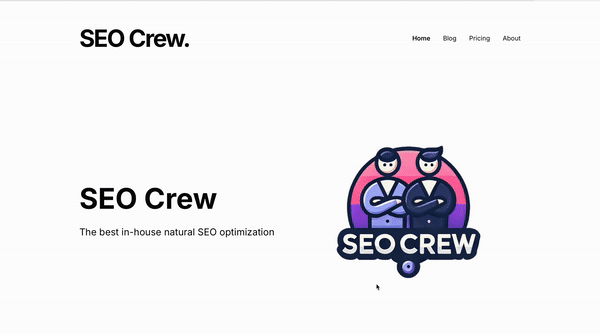 SEO Crew.
Home Blog Pricing About
SEO Crew
The best in-house natural SEO optimization
SEO CREW